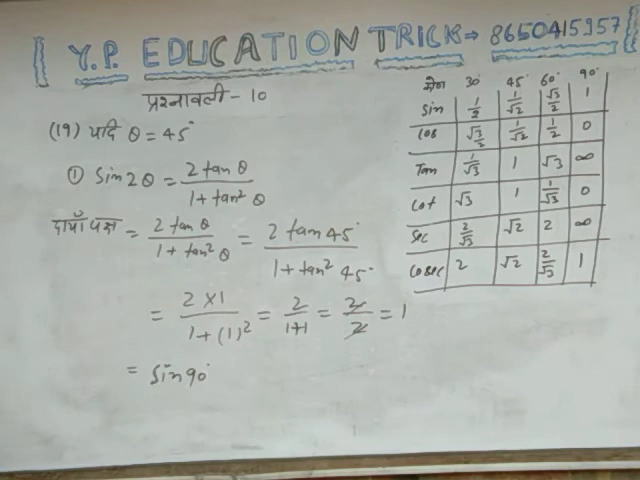 Y.P. EDUCATION TRICK → 8650415957
प्रश्नावली - 10
(19) यदि θ = 45°
① Sin2θ = 2 tan θ / 1 + tan² θ
दायाँ पक्ष = 2 tan θ / 1 + tan² θ = 2 tan 45° / 1 + tan² 45°
= 2 × 1 / 1 + (1)² = 2 / 1+1 = 2 / 2 = 1
= Sin 90°
कोण 30° 45° 60° 90°
Sin 1/2 1/√2 √3/2 1
Cos √3/2 1/√2 1/2 0
Tan 1/√3 1 √3 ∞
Cot √3 1 1/√3 0
Sec 2/√3 √2 2 ∞
Cosec 2 √2 2/√3 1